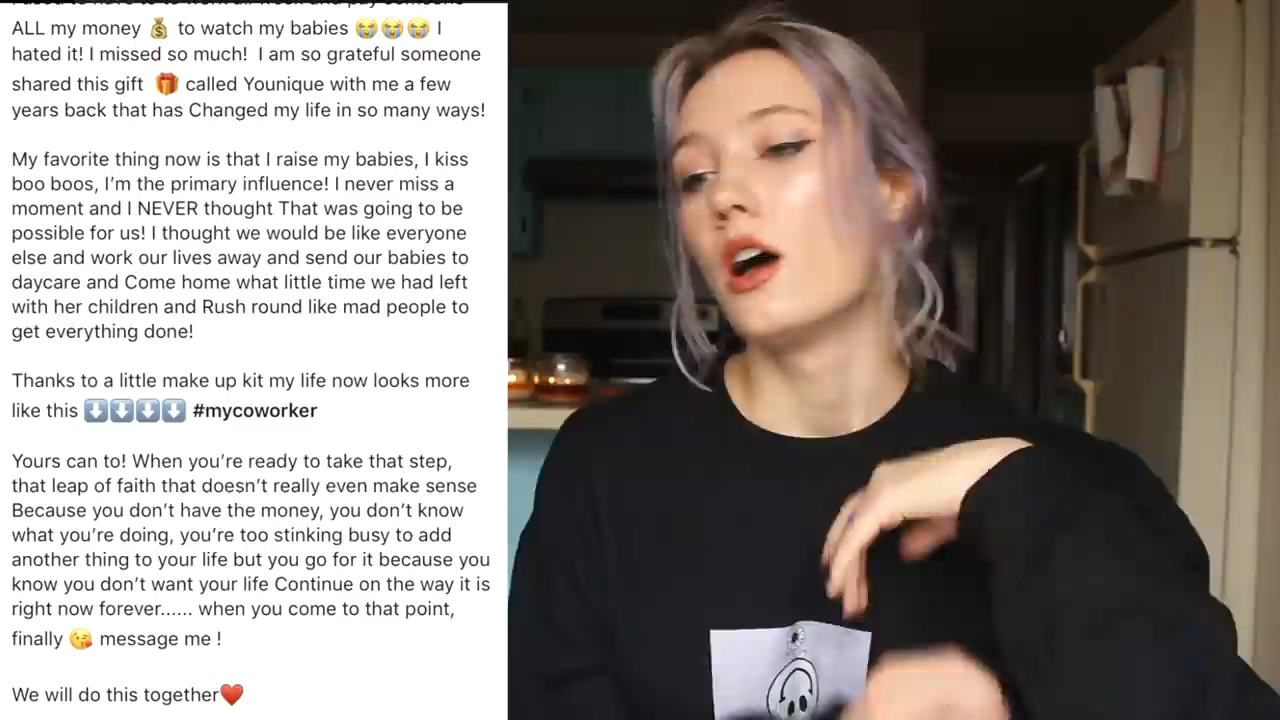 ALL my money 💰 to watch my babies 😭😭😭 I
hated it! I missed so much!  I am so grateful someone
shared this gift 🎁 called Younique with me a few
years back that has Changed my life in so many ways!
My favorite thing now is that I raise my babies, I kiss
boo boos, I'm the primary influence! I never miss a
moment and I NEVER thought That was going to be
possible for us! I thought we would be like everyone
else and work our lives away and send our babies to
daycare and Come home what little time we had left
with her children and Rush round like mad people to
get everything done!
Thanks to a little make up kit my life now looks more
like this ⬇️⬇️⬇️⬇️ #mycoworker
Yours can to! When you're ready to take that step,
that leap of faith that doesn't really even make sense
Because you don't have the money, you don't know
what you're doing, you're too stinking busy to add
another thing to your life but you go for it because you
know you don't want your life Continue on the way it is
right now forever...... when you come to that point,
finally 😘 message me !
We will do this together❤️